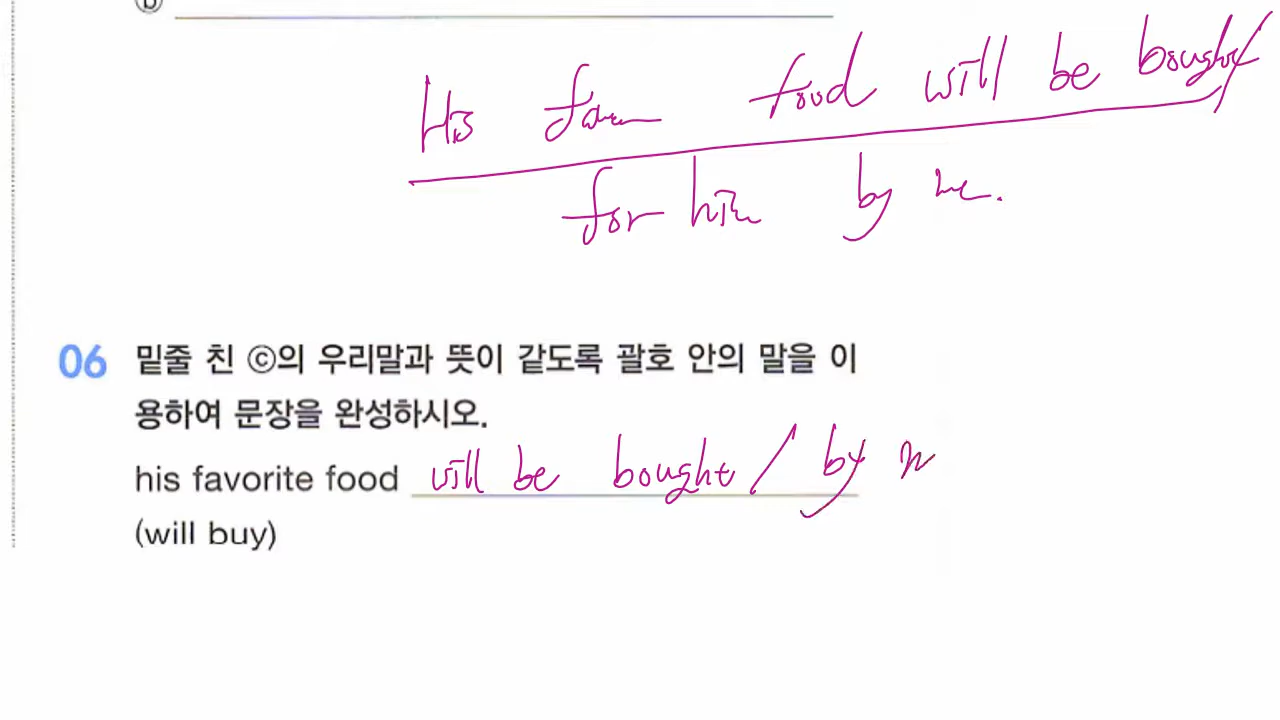 ⓑ
His fav food will be bought
for him by me.
06 밑줄 친 ⓒ의 우리말과 뜻이 같도록 괄호 안의 말을 이
용하여 문장을 완성하시오.
his favorite food will be bought / by
(will buy)